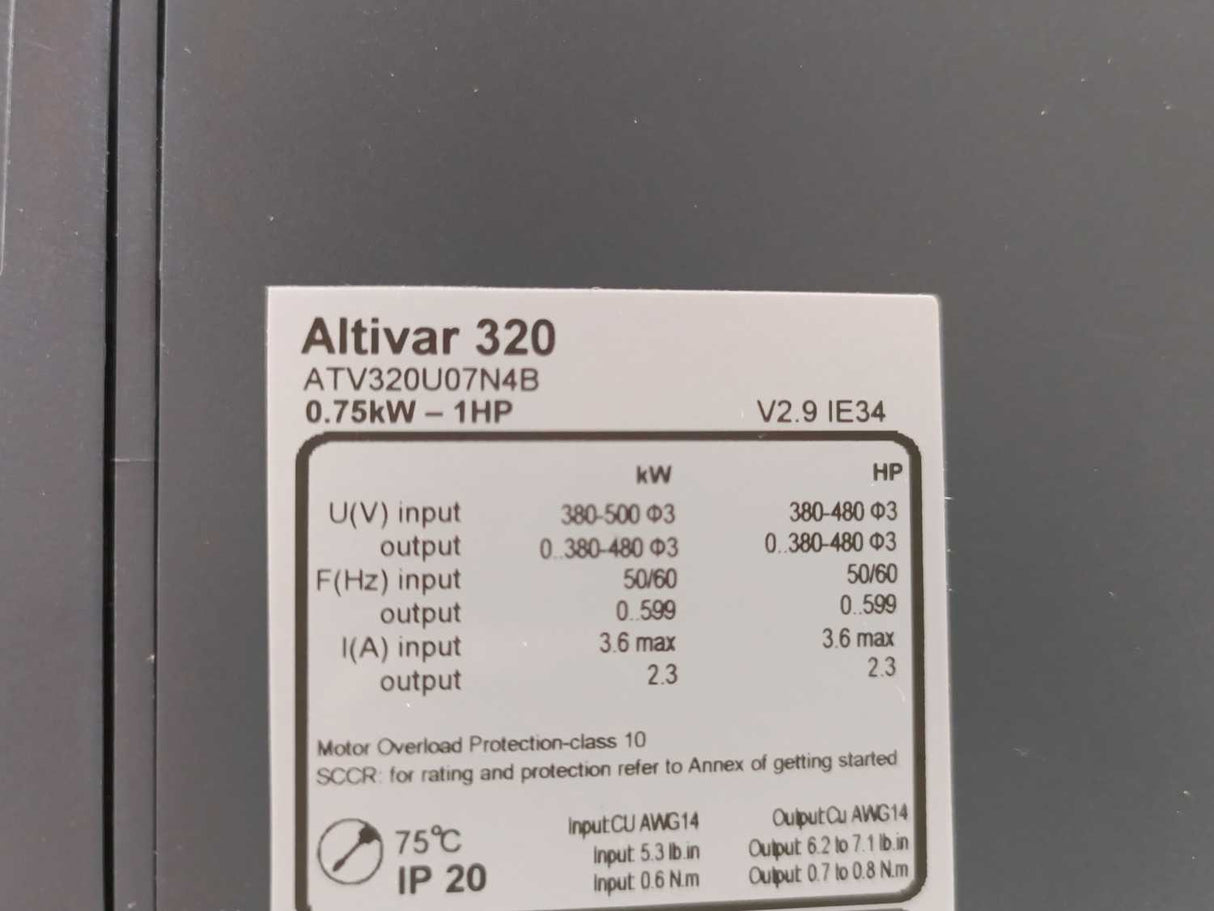 Altivar 320
ATV320U07N4B
0.75kW – 1HP V2.9 IE34
kW HP
U(V) input 380-500 Φ3 380-480 Φ3
output 0..380-480 Φ3 0..380-480 Φ3
F(Hz) input 50/60 50/60
output 0..599 0..599
I(A) input 3.6 max 3.6 max
output 2.3 2.3
Motor Overload Protection-class 10
SCCR: for rating and protection refer to Annex of getting started
75°C Input:CU AWG14 Output:Cu AWG14
Input: 5.3 lb.in Output: 6.2 to 7.1 lb.in
IP 20 Input: 0.6 N.m Output: 0.7 to 0.8 N.m